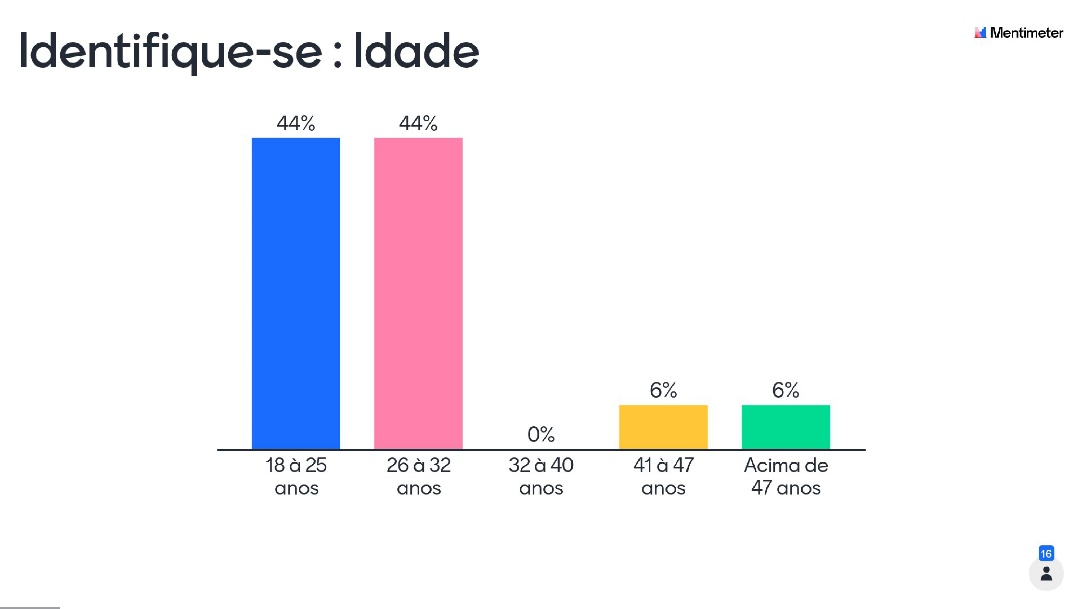 Identifique-se : Idade
Mentimeter
44%
44%
0%
6%
6%
18 à 25
anos
26 à 32
anos
32 à 40
anos
41 à 47
anos
Acima de
47 anos
16